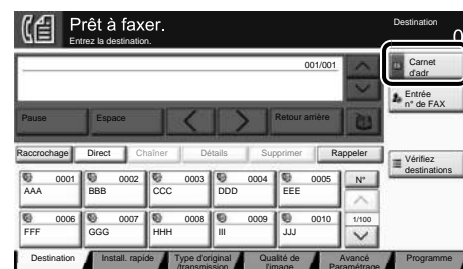 Prêt à faxer.
Entrez la destination.
Destination
0
001/001
Carnet
d'adr
Entrée
n° de FAX
Pause
Espace
Retour arrière
Raccrochage
Direct
Chaîner
Détails
Supprimer
Rappeler
Vérifiez
destinations
0001
AAA
0002
BBB
0003
CCC
0004
DDD
0005
EEE
N°
0006
FFF
0007
GGG
0008
HHH
0009
III
0010
JJJ
1/100
Destination
Install. rapide
Type d'original
/transmission
Qualité de
l'image
Avancé
Paramétrage
Programme